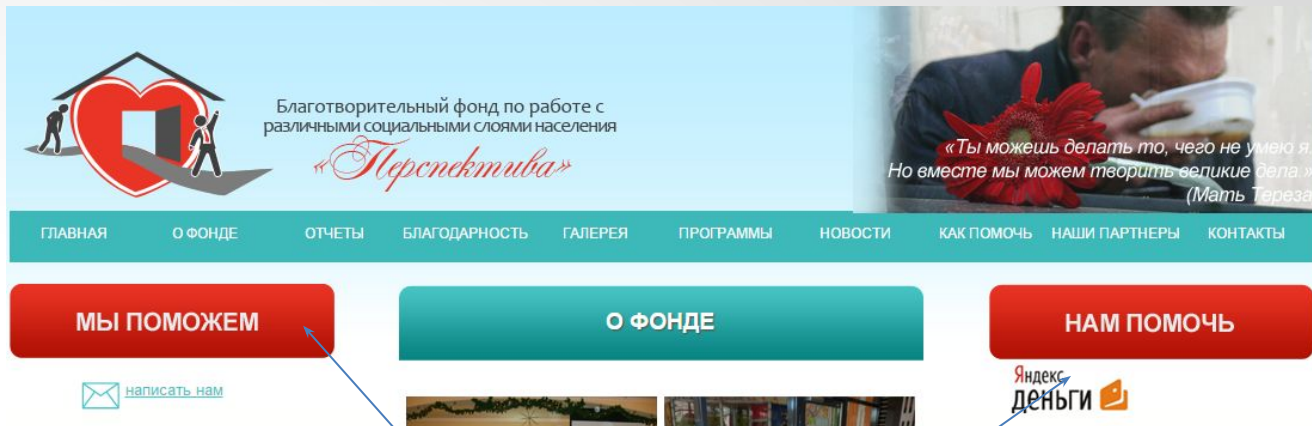 Благотворительный фонд по работе с
различными социальными слоями населения
«Перспектива»
«Ты можешь делать то, чего не умею я.
Но вместе мы можем творить великие дела.»
(Мать Тереза
ГЛАВНАЯ О ФОНДЕ ОТЧЕТЫ БЛАГОДАРНОСТЬ ГАЛЕРЕЯ ПРОГРАММЫ НОВОСТИ КАК ПОМОЧЬ НАШИ ПАРТНЕРЫ КОНТАКТЫ
МЫ ПОМОЖЕМ
О ФОНДЕ
НАМ ПОМОЧЬ
написать нам
Яндекс
деньги